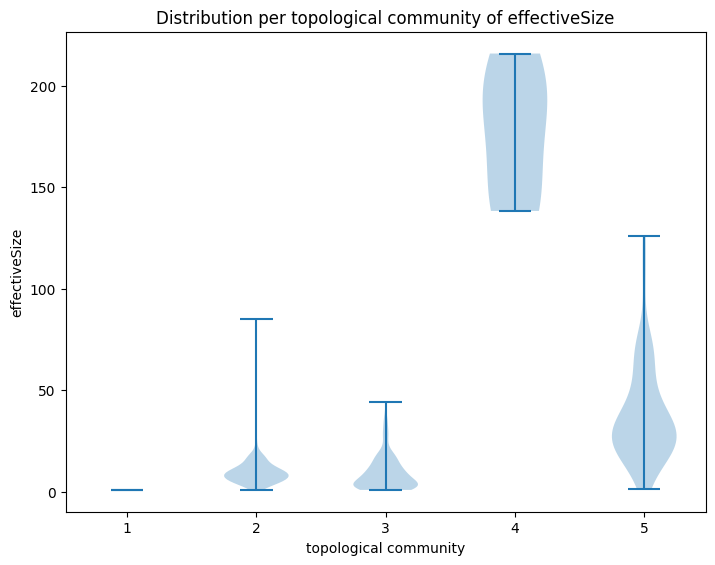 Distribution per topological community of effectiveSize
effectiveSize
200
150
100
50
0
1 2 3 4 5
topological community